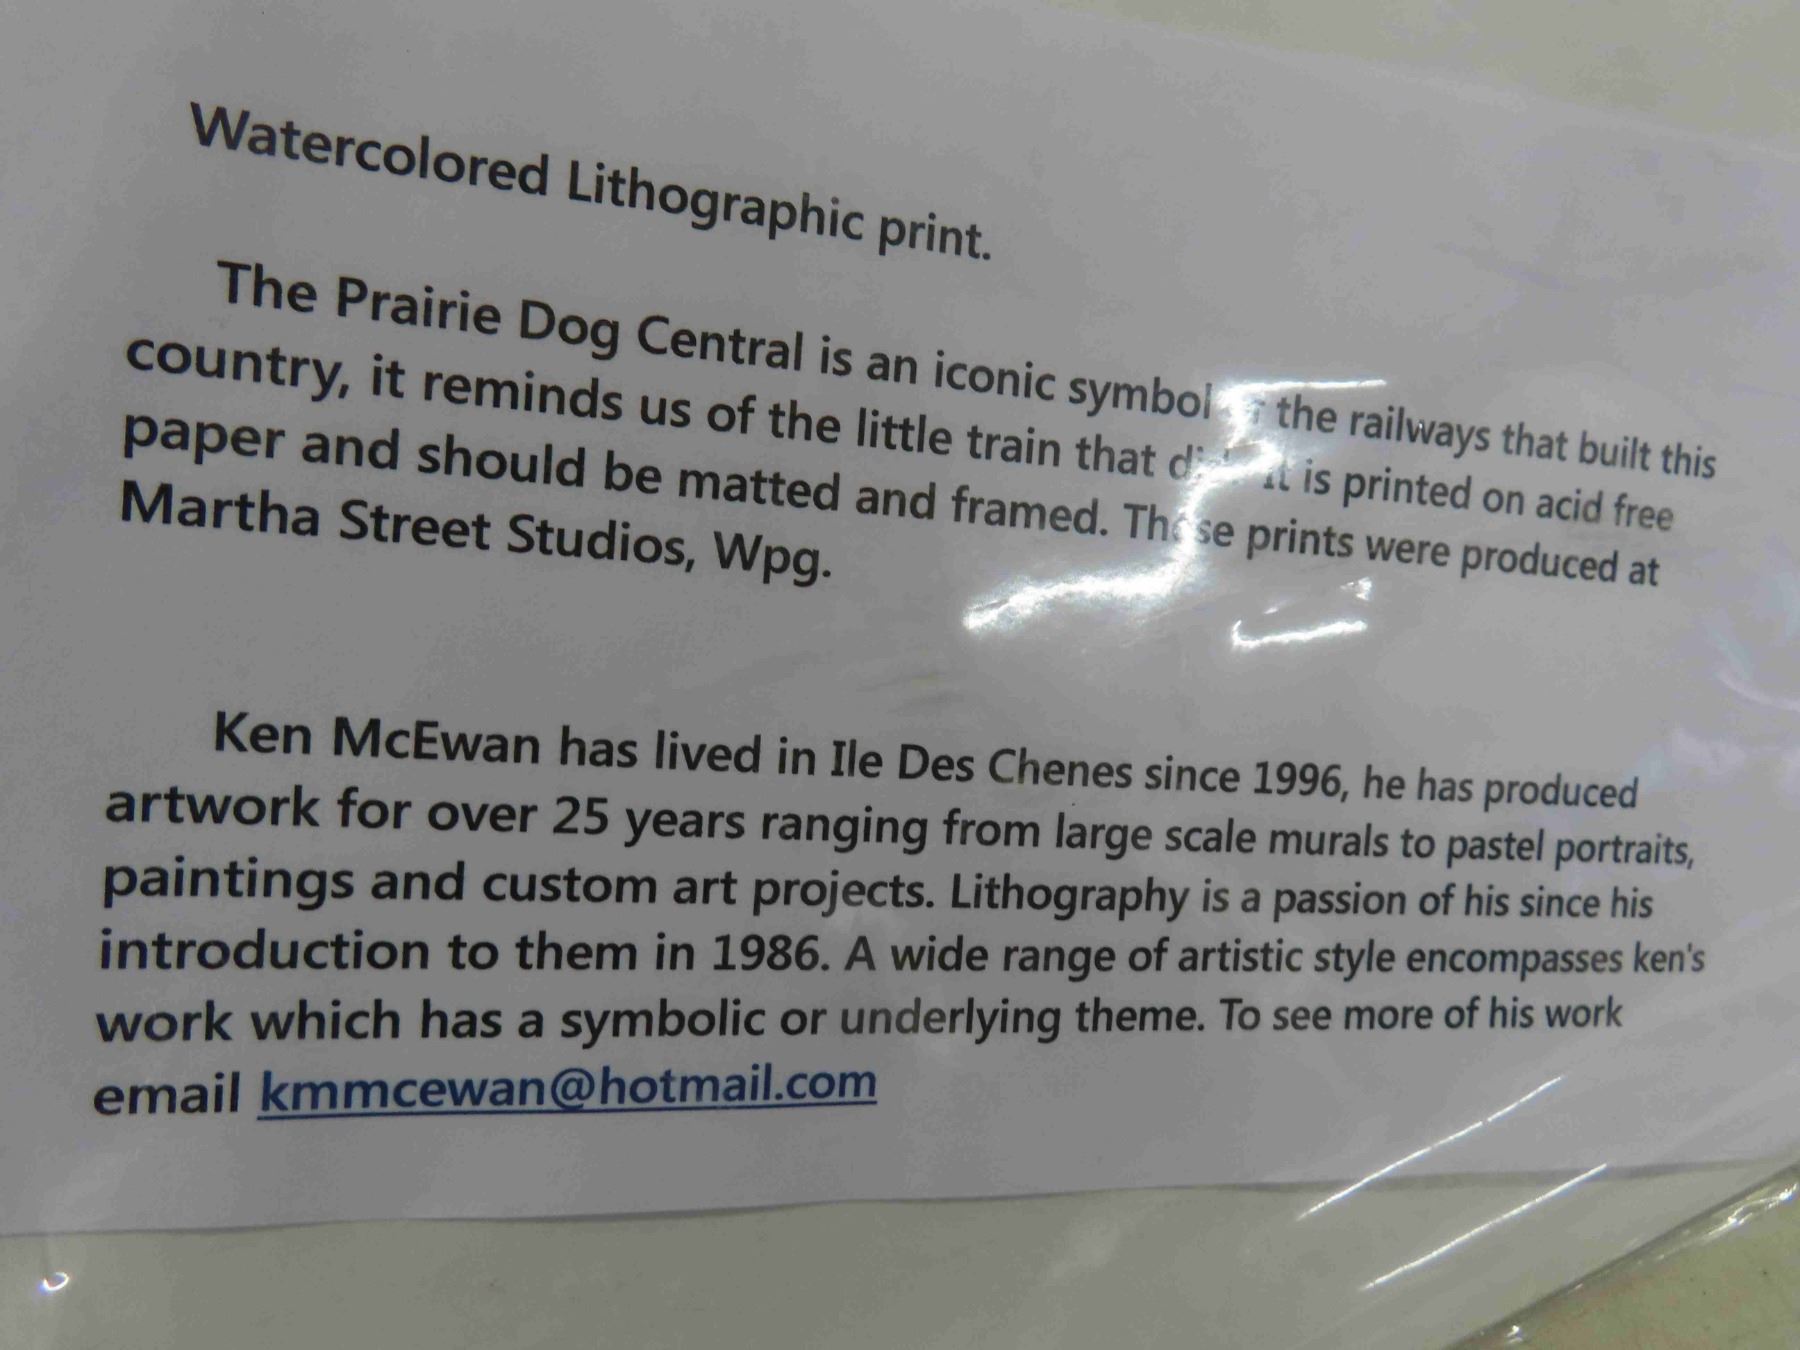 Watercolored Lithographic print.
The Prairie Dog Central is an iconic symbol the railways that built this
country, it reminds us of the little train that It is printed on acid free
paper and should be matted and framed. These prints were produced at
Martha Street Studios, Wpg.
Ken McEwan has lived in Ile Des Chenes since 1996, he has produced
artwork for over 25 years ranging from large scale murals to pastel portraits,
paintings and custom art projects. Lithography is a passion of his since his
introduction to them in 1986. A wide range of artistic style encompasses ken's
work which has a symbolic or underlying theme. To see more of his work
email kmmcewan@hotmail.com